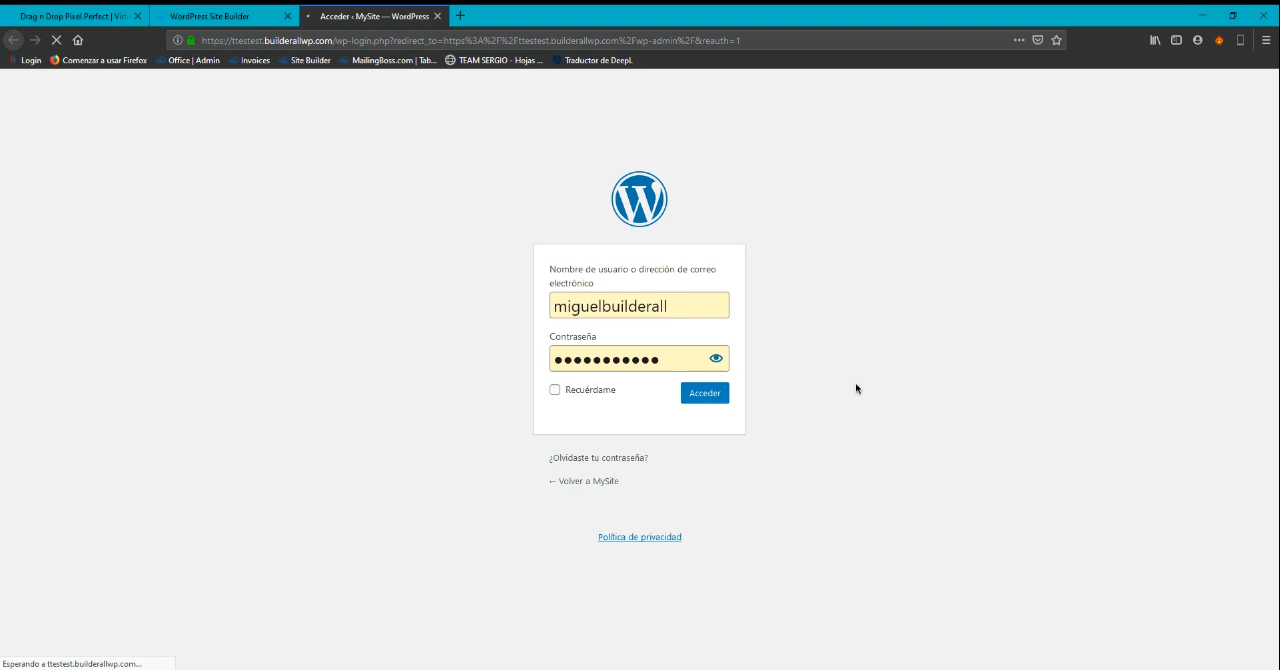 Drag n Drop Pixel Perfect | Virtu
WordPress Site Builder
Acceder ‹ MySite — WordPress
https://ttestest.builderallwp.com/wp-login.php?redirect_to=https%3A%2F%2Fttestest.builderallwp.com%2Fwp-admin%2F&reauth=1
Login
Comenzar a usar Firefox
Office | Admin
Invoices
Site Builder
MailingBoss.com | Tab...
TEAM SERGIO - Hojas ...
Traductor de DeepL
Nombre de usuario o dirección de correo
electrónico
miguelbuilderall
Contraseña
Recuérdame
Acceder
¿Olvidaste tu contraseña?
← Volver a MySite
Política de privacidad
Esperando a ttestest.builderallwp.com...